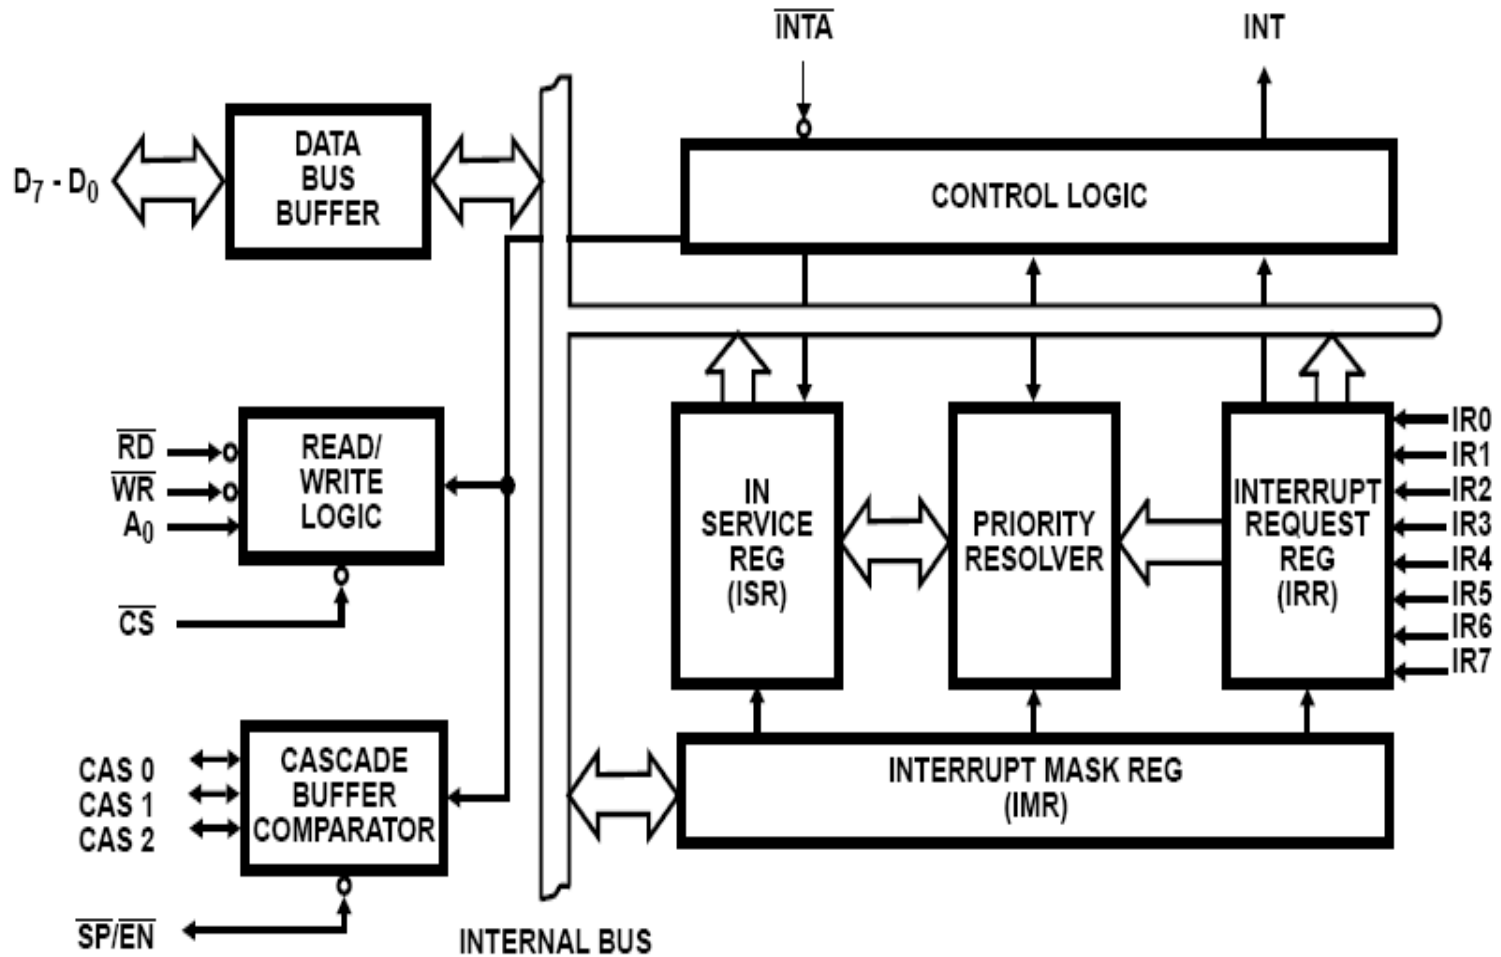 INTA
INT
DATA
BUS
BUFFER
D7 - D0
CONTROL LOGIC
RD
WR
A0
READ/
WRITE
LOGIC
CS
IN
SERVICE
REG
(ISR)
PRIORITY
RESOLVER
INTERRUPT
REQUEST
REG
(IRR)
IR0
IR1
IR2
IR3
IR4
IR5
IR6
IR7
CAS 0
CAS 1
CAS 2
CASCADE
BUFFER
COMPARATOR
INTERRUPT MASK REG
(IMR)
SP/EN
INTERNAL BUS